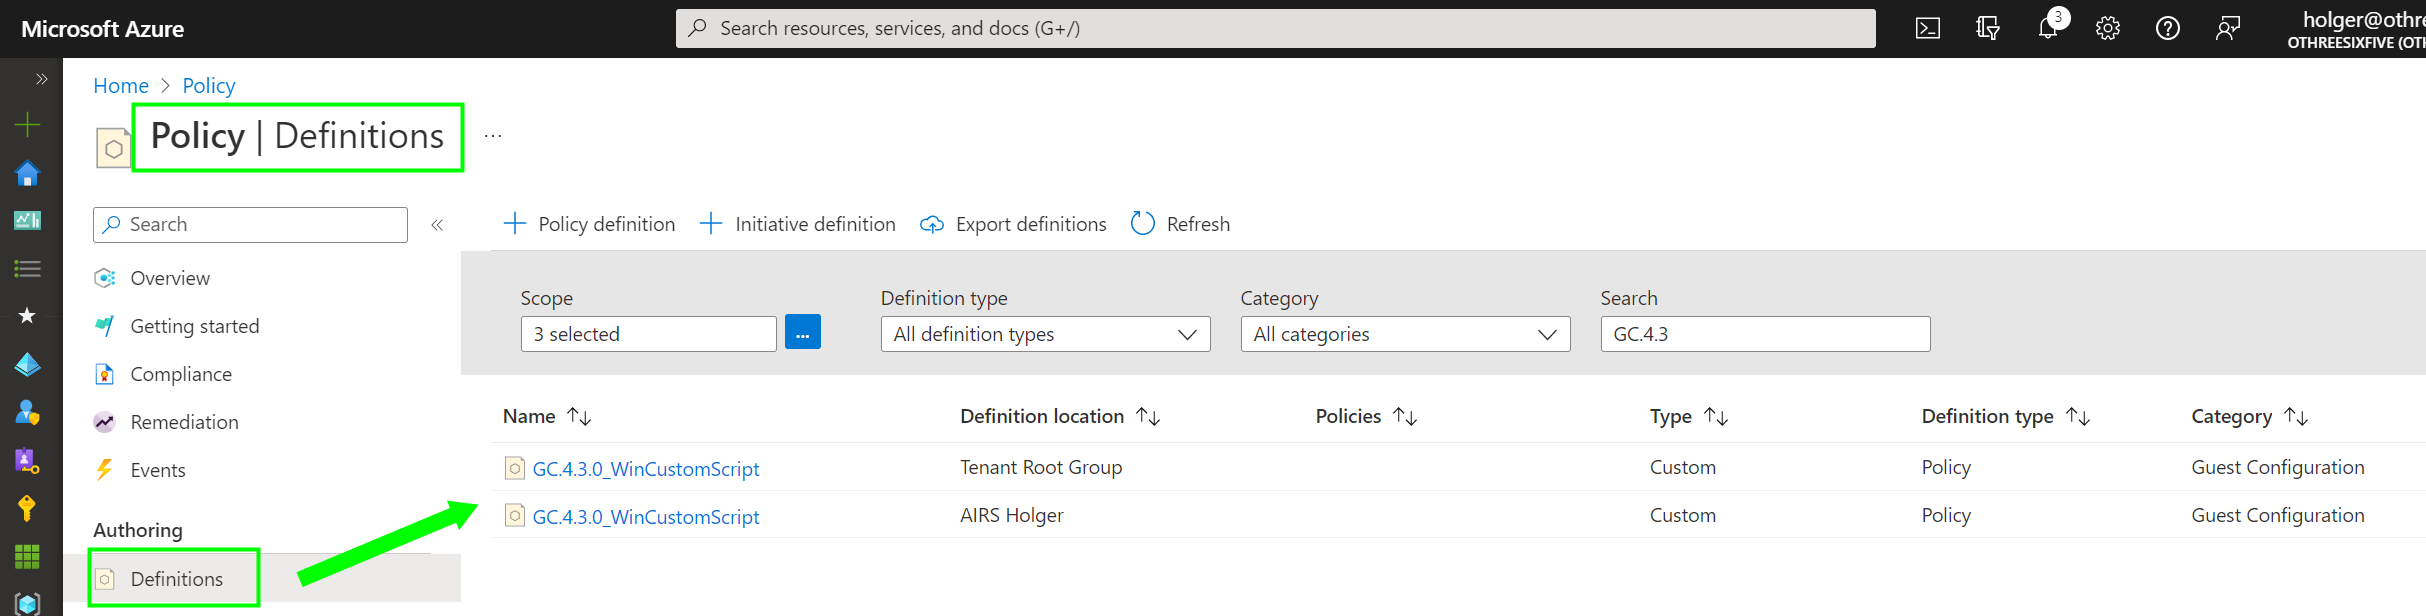 Microsoft Azure
Search resources, services, and docs (G+/)
3
holger@othre
OTHREESIXFIVE (OTH
Home > Policy
Policy | Definitions ...
Search
Overview
Getting started
Compliance
Remediation
Events
Authoring
Definitions
+ Policy definition + Initiative definition Export definitions Refresh
Scope Definition type Category Search
3 selected ... All definition types All categories GC.4.3
Name Definition location Policies Type Definition type Category
GC.4.3.0_WinCustomScript Tenant Root Group Custom Policy Guest Configuration
GC.4.3.0_WinCustomScript AIRS Holger Custom Policy Guest Configuration